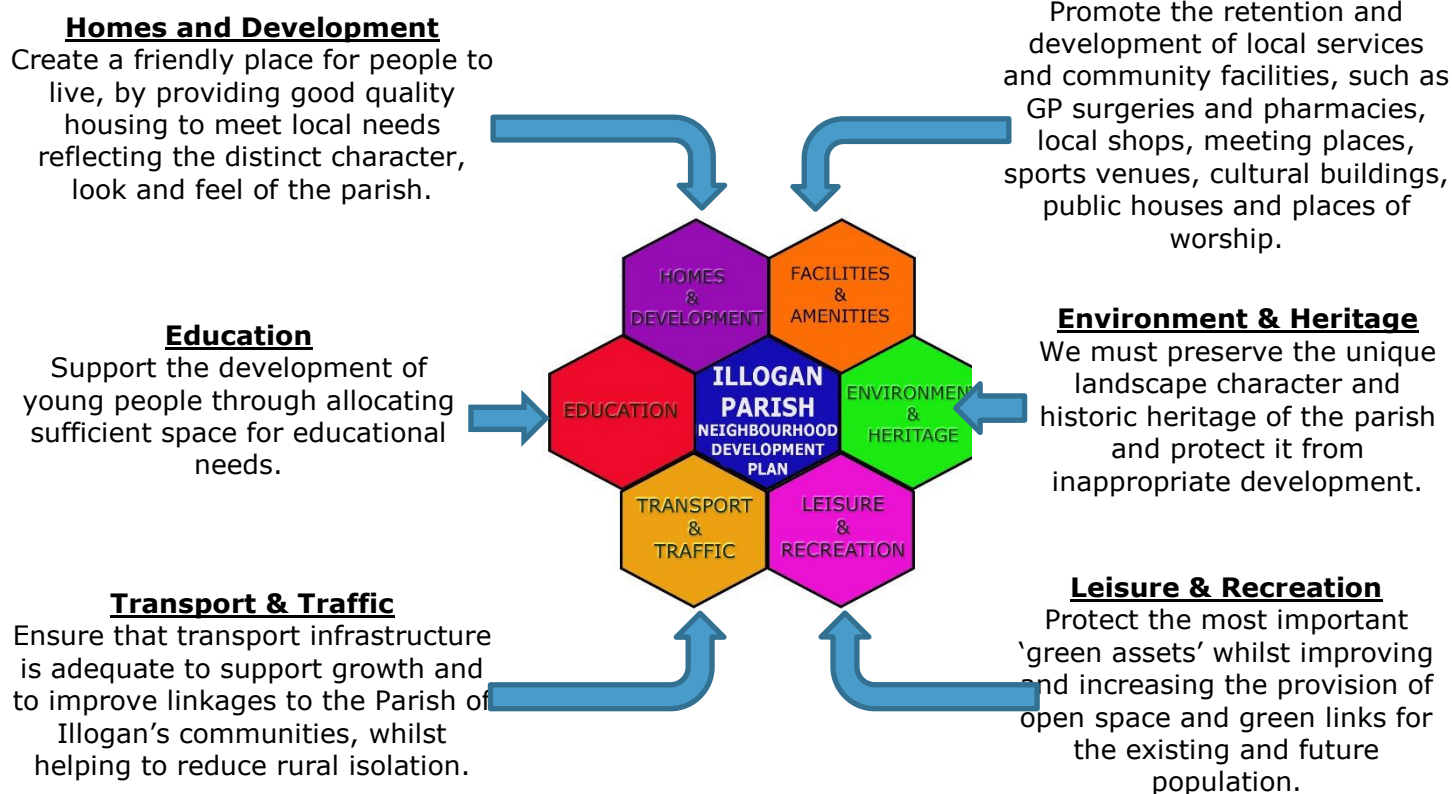 Homes and Development
Create a friendly place for people to
live, by providing good quality
housing to meet local needs
reflecting the distinct character,
look and feel of the parish.
Promote the retention and
development of local services
and community facilities, such as
GP surgeries and pharmacies,
local shops, meeting places,
sports venues, cultural buildings,
public houses and places of
worship.
HOMES
&
DEVELOPMENT
FACILITIES
&
AMENITIES
Education
Support the development of
young people through allocating
sufficient space for educational
needs.
EDUCATION
ILLOGAN
PARISH
NEIGHBOURHOOD
DEVELOPMENT
PLAN
ENVIRONMENT
&
HERITAGE
Environment & Heritage
We must preserve the unique
landscape character and
historic heritage of the parish
and protect it from
inappropriate development.
TRANSPORT
&
TRAFFIC
LEISURE
&
RECREATION
Transport & Traffic
Ensure that transport infrastructure
is adequate to support growth and
to improve linkages to the Parish of
Illogan’s communities, whilst
helping to reduce rural isolation.
Leisure & Recreation
Protect the most important
‘green assets’ whilst improving
and increasing the provision of
open space and green links for
the existing and future
population.